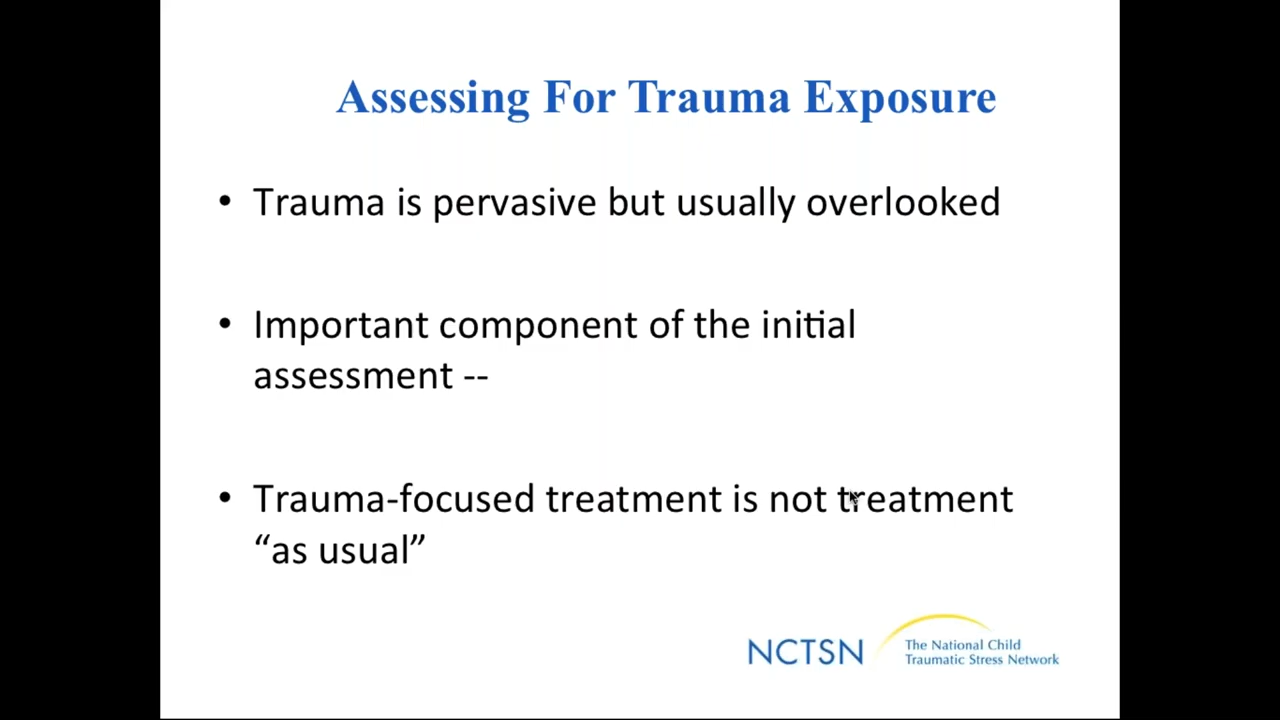 Assessing For Trauma Exposure
• Trauma is pervasive but usually overlooked
• Important component of the initial
assessment --
• Trauma-focused treatment is not treatment
“as usual”
NCTSN
The National Child
Traumatic Stress Network